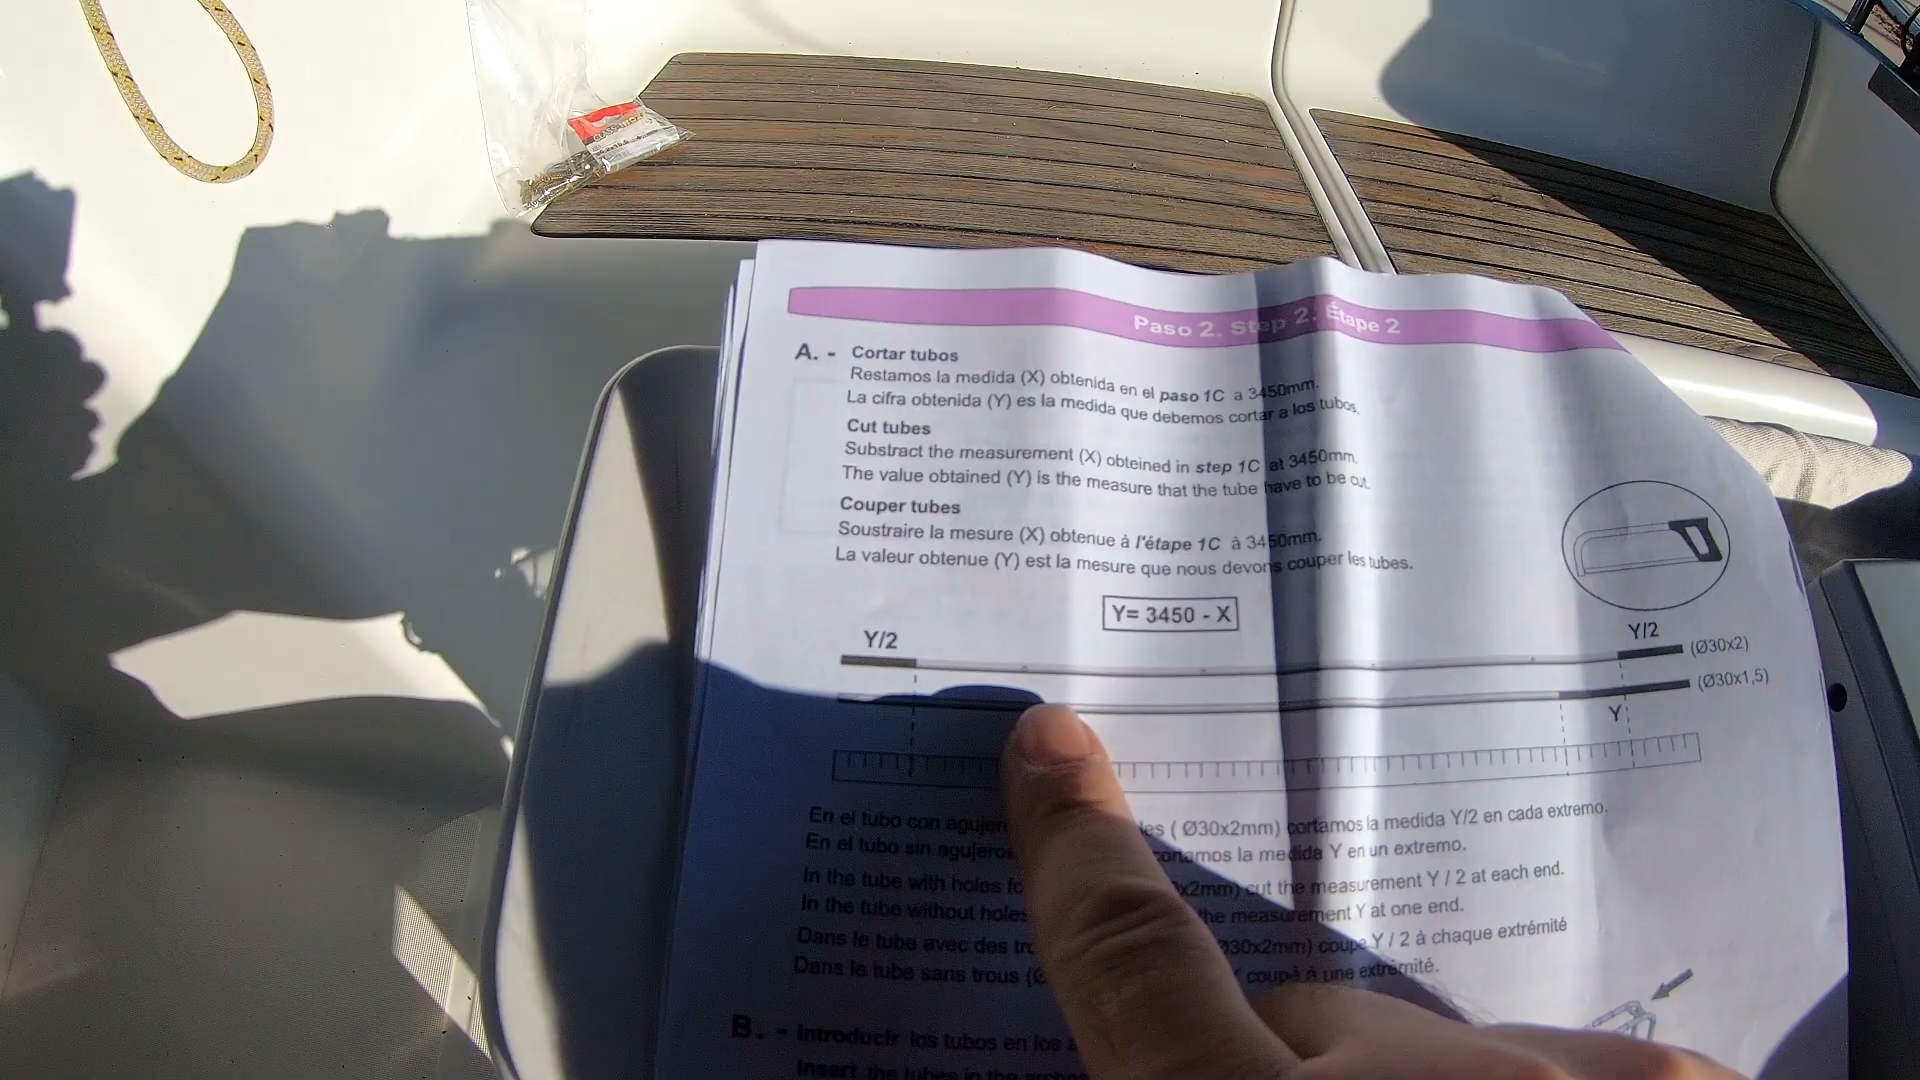 Paso 2. Step 2. Étape 2
A. - Cortar tubos
Restamos la medida (X) obtenida en el paso 1C a 3450mm.
La cifra obtenida (Y) es la medida que debemos cortar a los tubos.
Cut tubes
Substract the measurement (X) obteined in step 1C at 3450mm.
The value obtained (Y) is the measure that the tube have to be cut.
Couper tubes
Soustraire la mesure (X) obtenue à l'étape 1C à 3450mm.
La valeur obtenue (Y) est la mesure que nous devons couper les tubes.
Y= 3450 - X
Y/2
Y/2
(Ø30x2)
(Ø30x1,5)
Y
En el tubo con les ( Ø30x2mm) cortamos la medida Y/2 en cada extremo.
En el tubo sin agujeros cortamos la medida Y en un extremo.
In the tube with holes x2mm) cut the measurement Y / 2 at each end.
In the tube without holes the measurement Y at one end.
Dans le tube avec des 30x2mm) coupe Y / 2 à chaque extrémité
Dans le tube sans trous coupé à une extrémité.
B. - Introducir los tubos en los
Insert the tubes in the